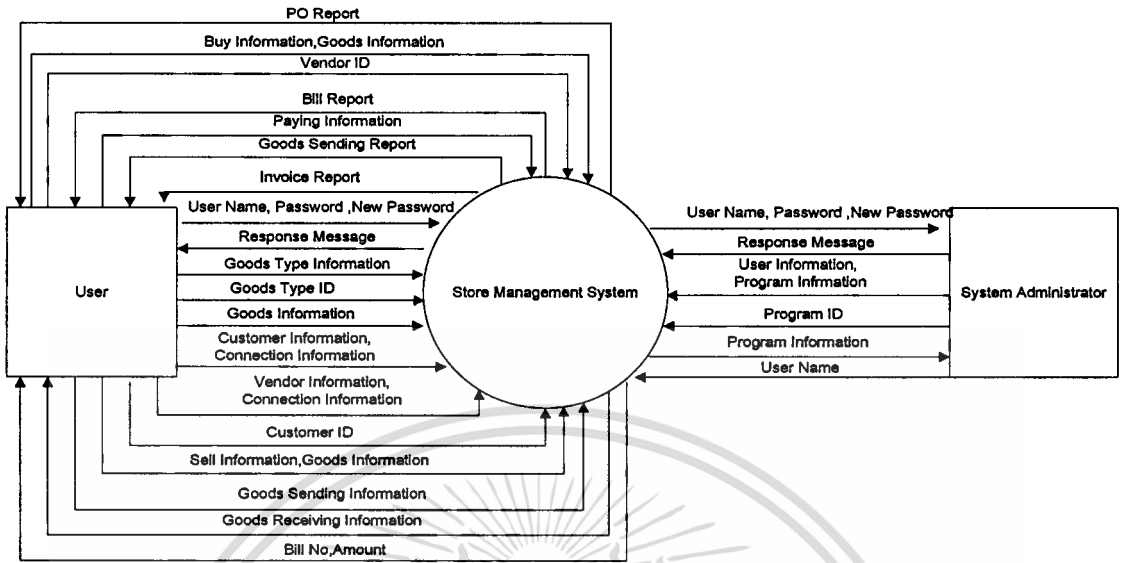 PO Report
Buy Information,Goods Information
Vendor ID
Bill Report
Paying Information
Goods Sending Report
Invoice Report
User Name, Password ,New Password
Response Message
Goods Type Information
Goods Type ID
Goods Information
Customer Information,
Connection Information
Vendor Information,
Connection Information
Customer ID
Sell Information,Goods Information
Goods Sending Information
Goods Receiving Information
Bill No,Amount
User
Store Management System
User Name, Password ,New Password
Response Message
User Information,
Program Infrmation
Program ID
Program Information
User Name
System Administrator